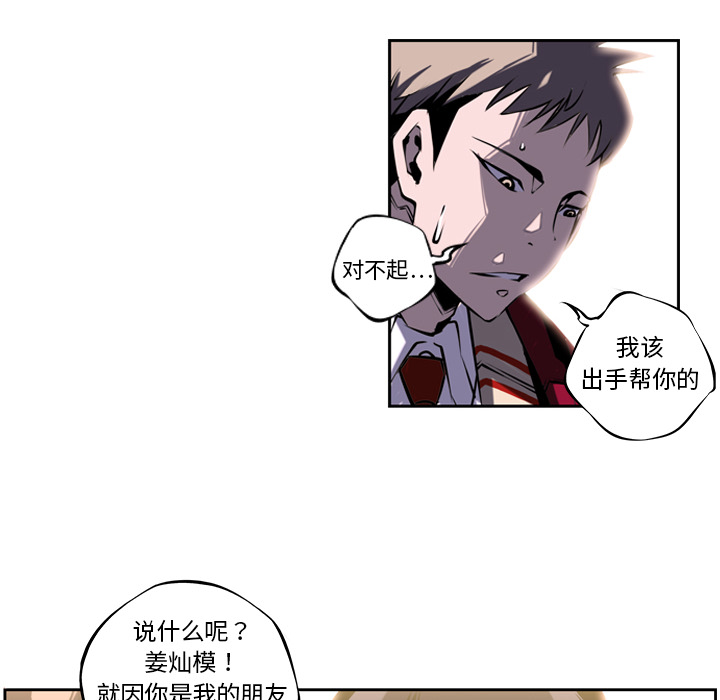 对不起...
我该
出手帮你的
说什么呢？
姜灿模！
就因你是我的朋友